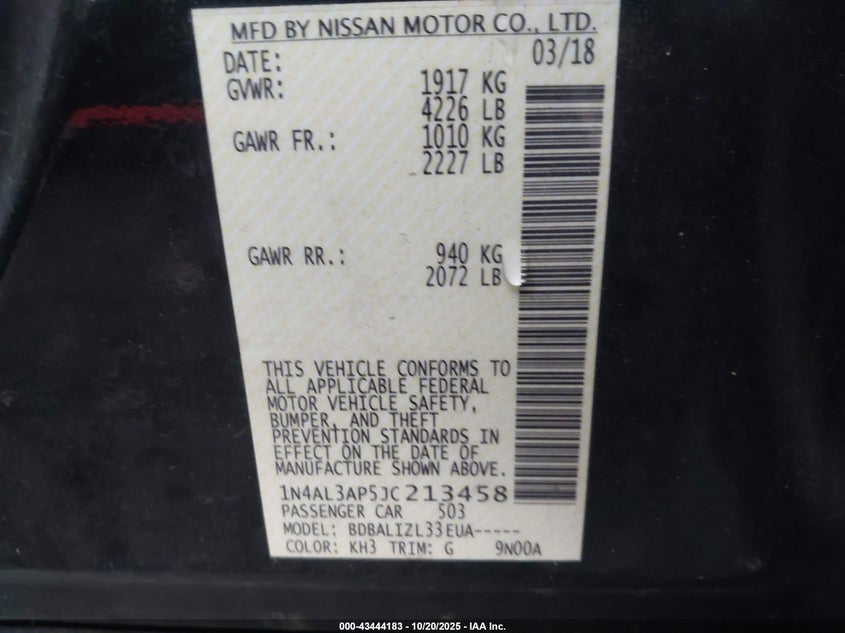 MFD BY NISSAN MOTOR CO., LTD.
DATE: 03/18
GVWR: 1917 KG
4226 LB
GAWR FR.: 1010 KG
2227 LB
GAWR RR.: 940 KG
2072 LB
THIS VEHICLE CONFORMS TO
ALL APPLICABLE FEDERAL
MOTOR VEHICLE SAFETY,
BUMPER, AND THEFT
PREVENTION STANDARDS IN
EFFECT ON THE DATE OF
MANUFACTURE SHOWN ABOVE.
1N4AL3AP5JC213458
PASSENGER CAR 503
MODEL: BDBALIZL33EUA-----
COLOR: KH3 TRIM: G 9N00A
000-43444183 - 10/20/2025 - IAA Inc.